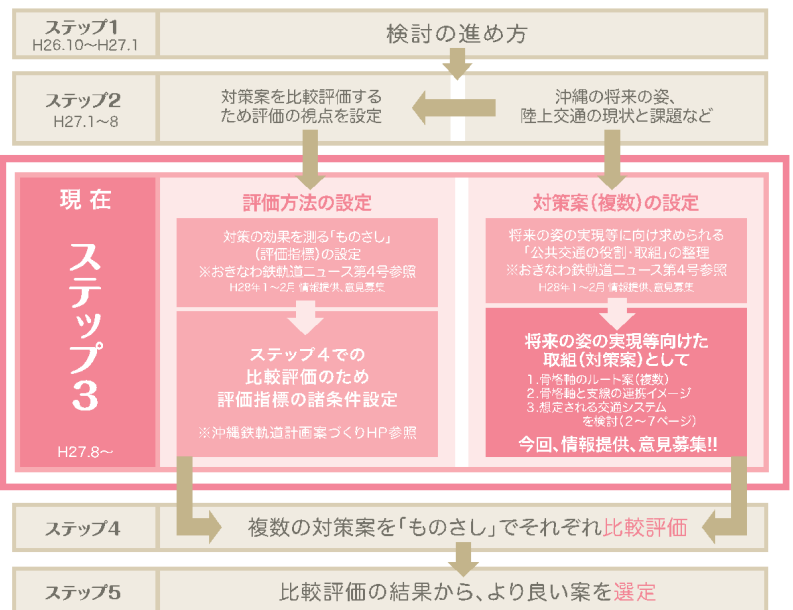 ステップ1
H26.10～H27.1
検討の進め方
ステップ2
H27.1～8
対策案を比較評価する
ため評価の視点を設定
沖縄の将来の姿、
陸上交通の現状と課題など
現在
ステップ3
H27.8～
評価方法の設定
対策の効果を測る「ものさし」
（評価指標）の設定
※おきなわ鉄軌道ニュース第4号参照
H28年1～2月 情報提供、意見募集
ステップ4での
比較評価のため
評価指標の諸条件設定
※沖縄鉄軌道計画案づくりHP参照
対策案（複数）の設定
将来の姿の実現等に向け求められる
「公共交通の役割・取組」の整理
※おきなわ鉄軌道ニュース第4号参照
H28年1～2月 情報提供、意見募集
将来の姿の実現等向けた
取組（対策案）として
1.骨格軸のルート案（複数）
2.骨格軸と支線の連携イメージ
3.想定される交通システム
を検討（2～7ページ）
今回、情報提供、意見募集!!
ステップ4
複数の対策案を「ものさし」でそれぞれ比較評価
ステップ5
比較評価の結果から、より良い案を選定